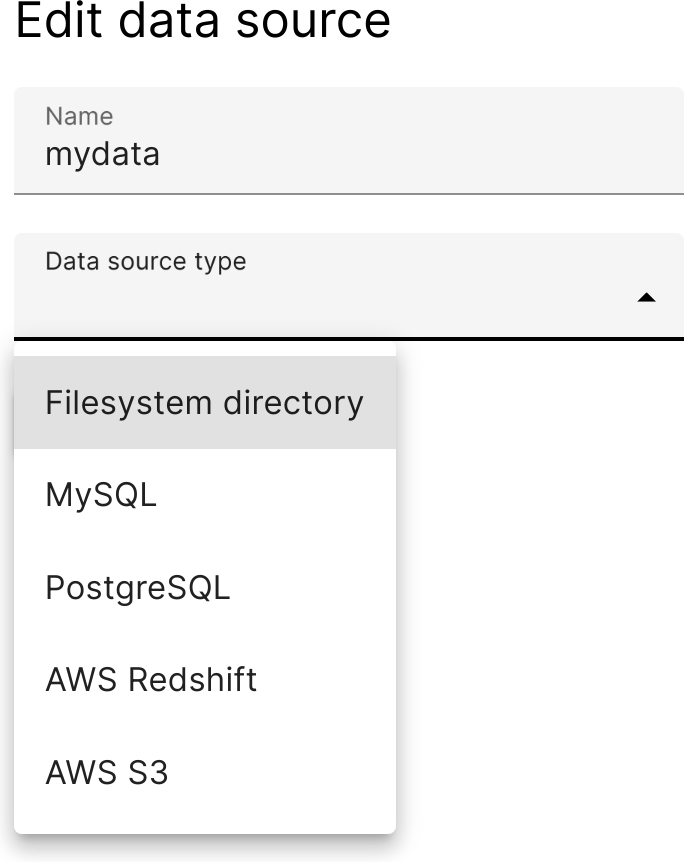 Edit data source
Name
mydata
Data source type
Filesystem directory
MySQL
PostgreSQL
AWS Redshift
AWS S3